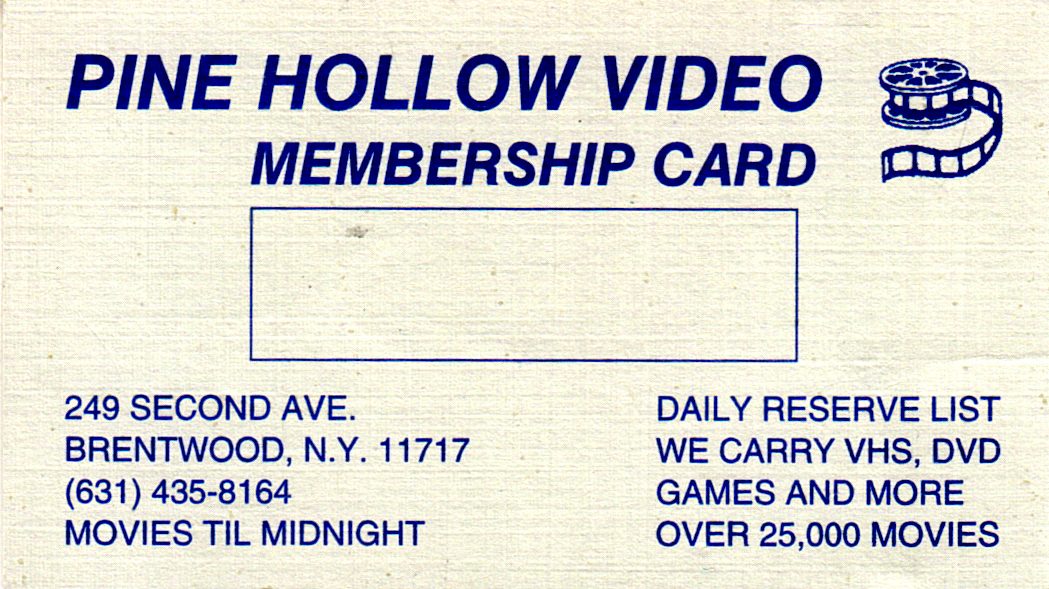 PINE HOLLOW VIDEO
MEMBERSHIP CARD
249 SECOND AVE.
BRENTWOOD, N.Y. 11717
(631) 435-8164
MOVIES TIL MIDNIGHT
DAILY RESERVE LIST
WE CARRY VHS, DVD
GAMES AND MORE
OVER 25,000 MOVIES